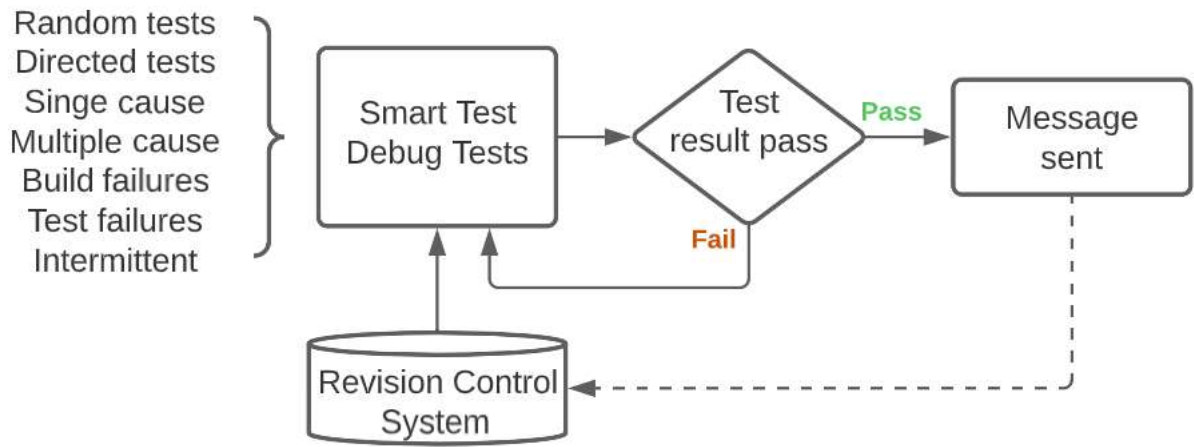 Random tests
Directed tests
Singe cause
Multiple cause
Build failures
Test failures
Intermittent
Smart Test
Debug Tests
Test
result pass
Pass
Fail
Message
sent
Revision Control
System